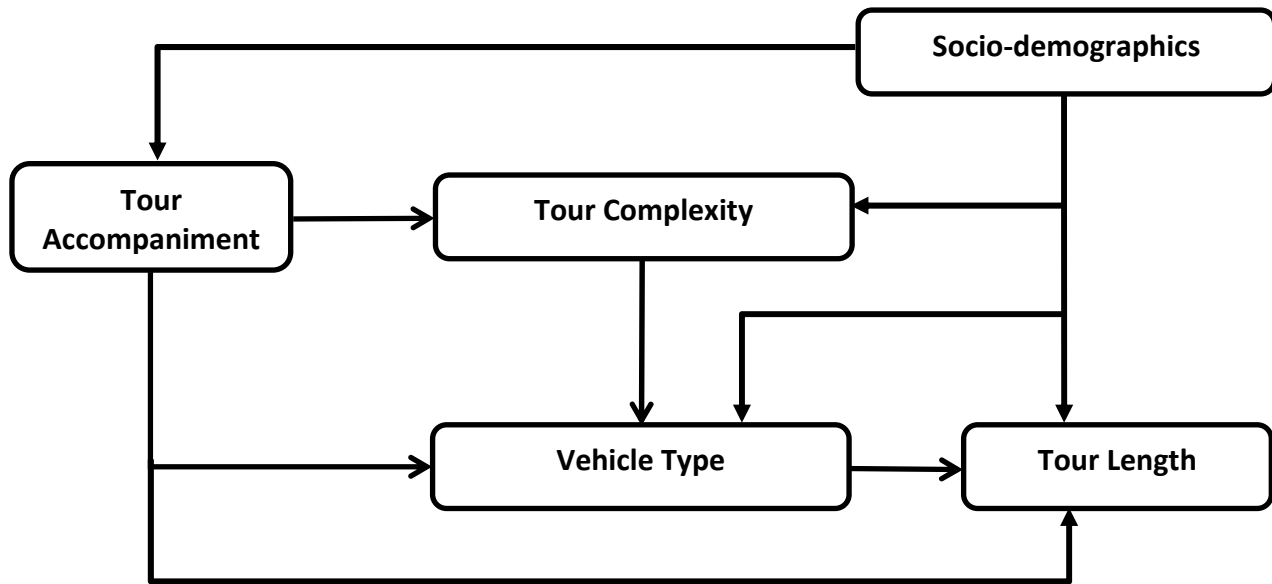 Socio-demographics
Tour
Accompaniment
Tour Complexity
Vehicle Type
Tour Length